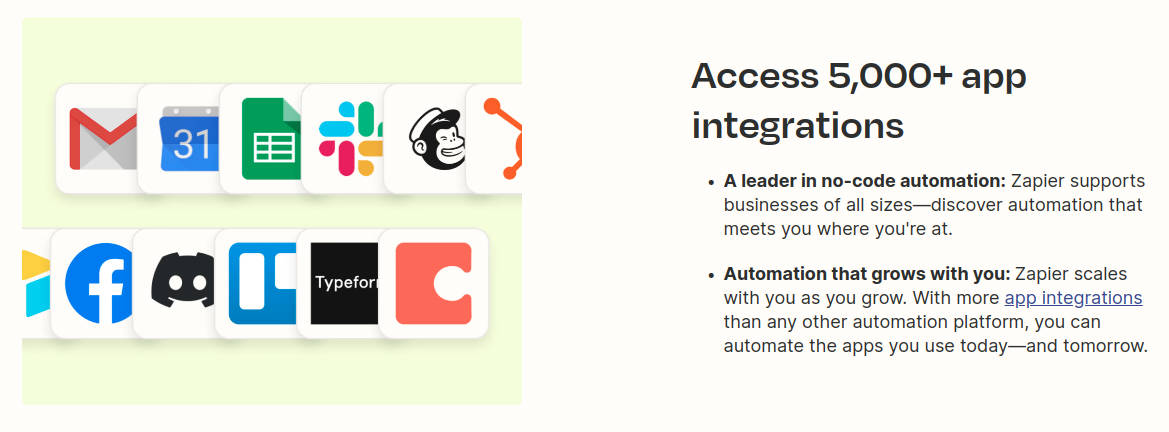 31
Typeform
Access 5,000+ app
integrations
• A leader in no-code automation: Zapier supports
businesses of all sizes—discover automation that
meets you where you're at.
• Automation that grows with you: Zapier scales
with you as you grow. With more app integrations
than any other automation platform, you can
automate the apps you use today—and tomorrow.